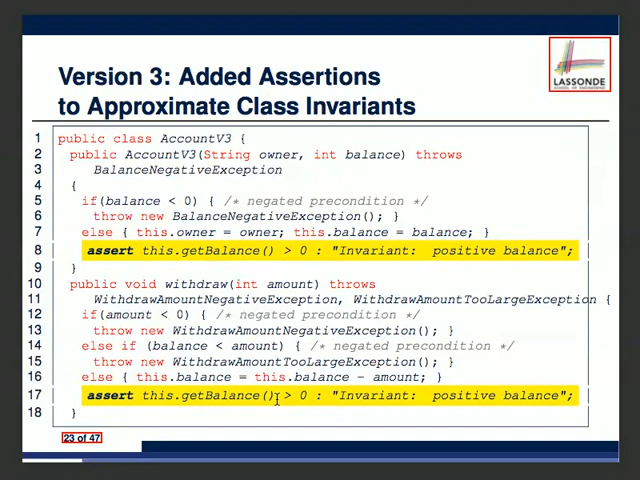 LASSONDE
SCHOOL OF ENGINEERING
Version 3: Added Assertions
to Approximate Class Invariants
1 public class AccountV3 {
2 public AccountV3(String owner, int balance) throws
3 BalanceNegativeException
4 {
5 if(balance < 0) { /* negated precondition */
6 throw new BalanceNegativeException(); }
7 else { this.owner = owner; this.balance = balance; }
8 assert this.getBalance() > 0 : "Invariant: positive balance";
9 }
10 public void withdraw(int amount) throws
11 WithdrawAmountNegativeException, WithdrawAmountTooLargeException {
12 if(amount < 0) { /* negated precondition */
13 throw new WithdrawAmountNegativeException(); }
14 else if (balance < amount) { /* negated precondition */
15 throw new WithdrawAmountTooLargeException(); }
16 else { this.balance = this.balance - amount; }
17 assert this.getBalance() > 0 : "Invariant: positive balance";
18 }
23 of 47